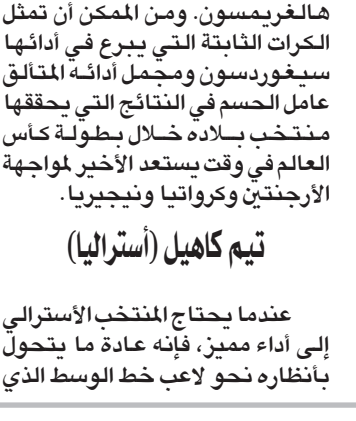 هالغريمسون. ومن الممكن أن تمثل
الكرات الثابتة التي يبرع في أدائها
سيغوردسون ومجمل أدائه المتألق
عامل الحسم في النتائج التي يحققها
منتخب بلاده خلال بطولة كأس
العالم في وقت يستعد الأخير لمواجهة
الأرجنتين وكرواتيا ونيجيريا.
تيم كاهيل (أستراليا)
عندما يحتاج المنتخب الأسترالي
إلى أداء مميز، فإنه عادة ما يتحول
بأنظاره نحو لاعب خط الوسط الذي